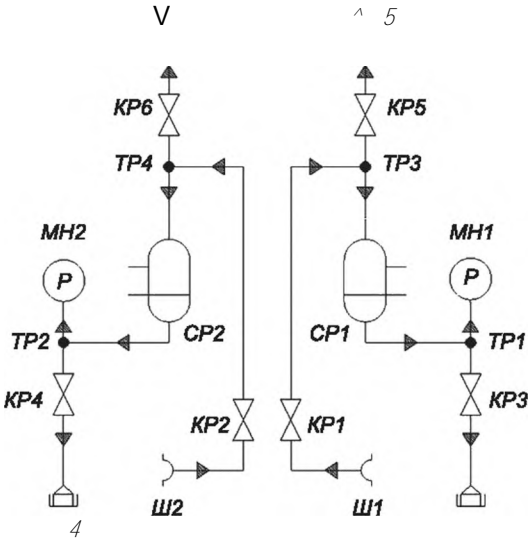 V ^ 5
КР6 КР5
ТР4 ТР3
МН2 МН1
P P
СР2 СР1
ТР2 ТР1
КР4 КР2 КР1 КР3
Ш2 Ш1
4